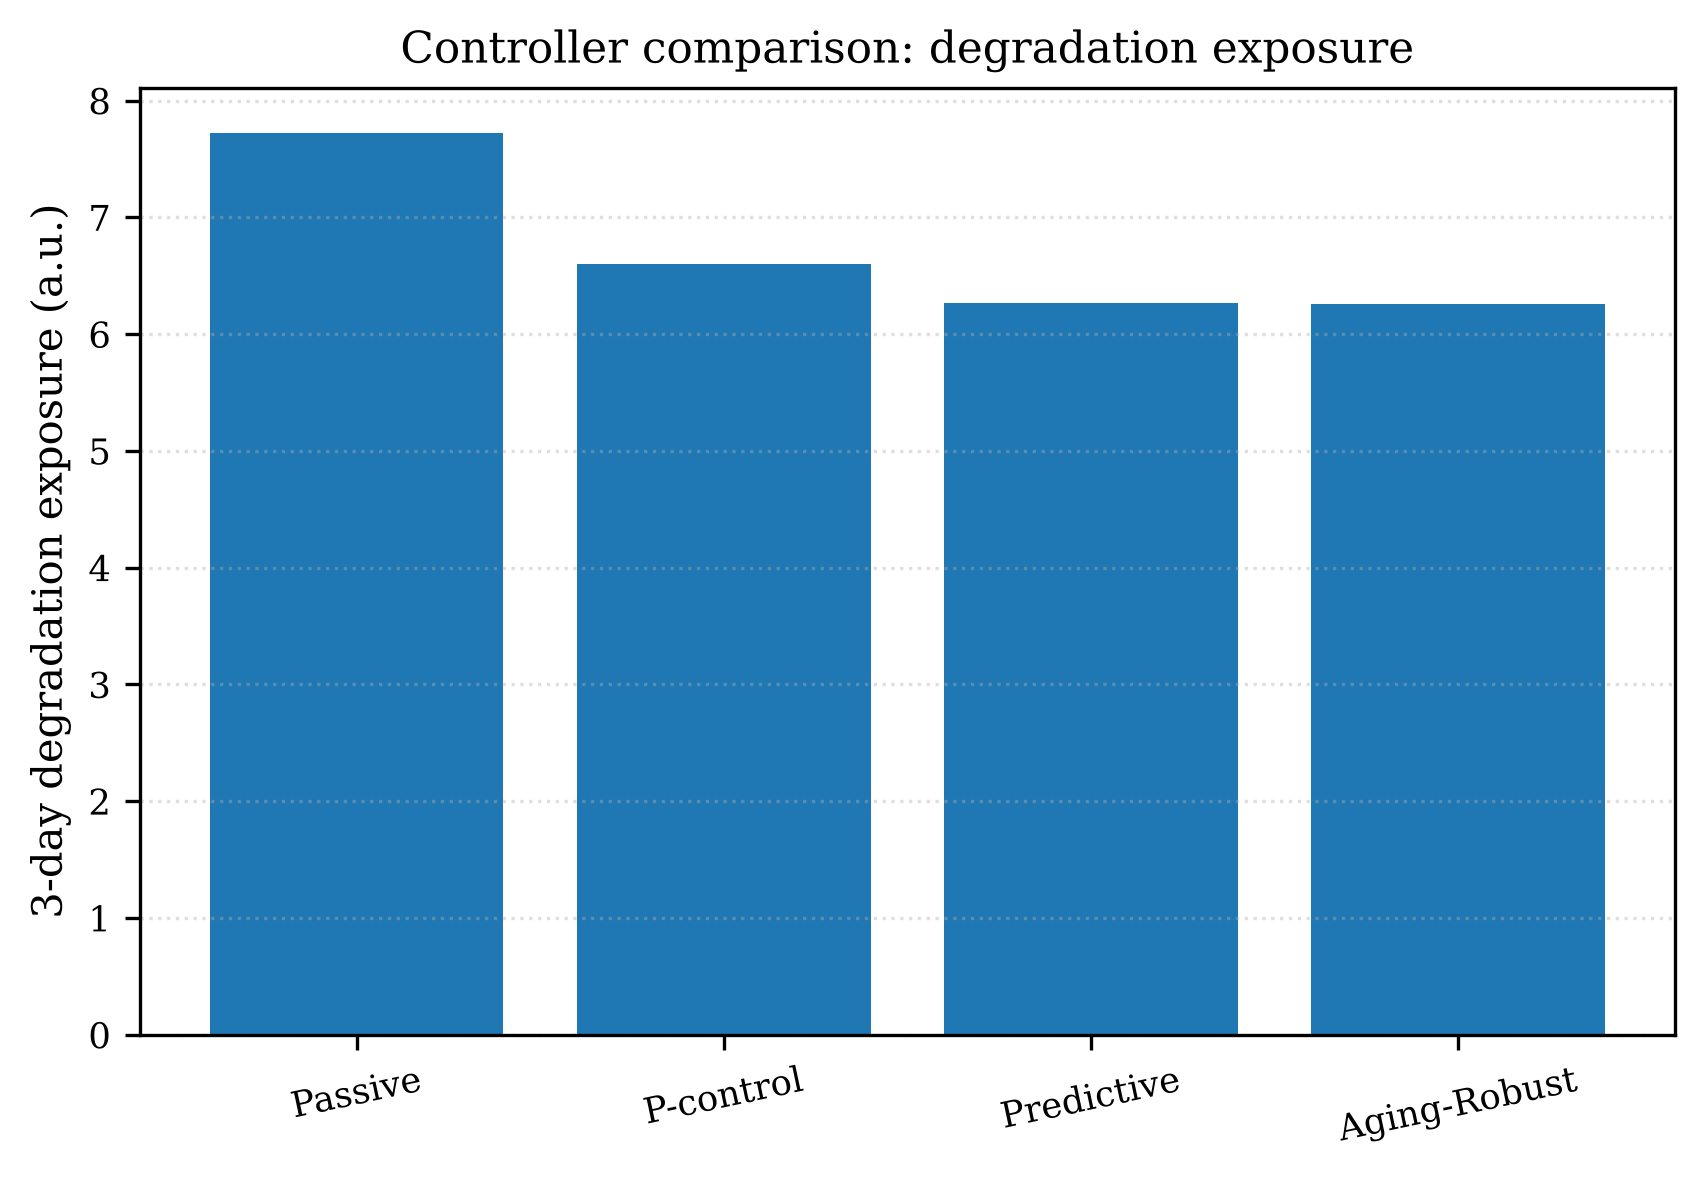 Controller comparison: degradation exposure
3-day degradation exposure (a.u.)
8
7
6
5
4
3
2
1
0
Passive
P-control
Predictive
Aging-Robust